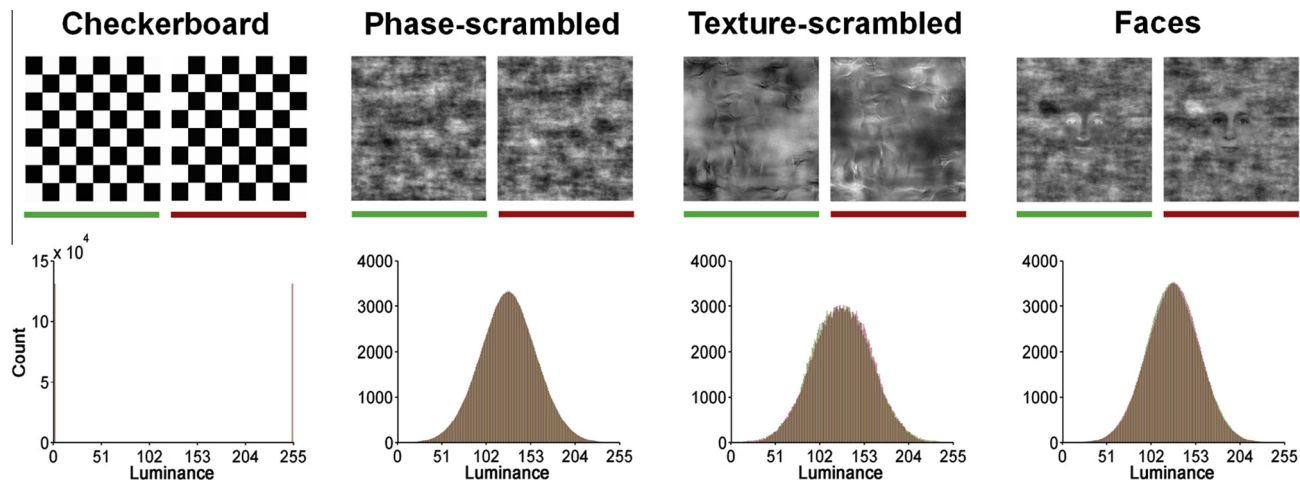 Checkerboard
Phase-scrambled
Texture-scrambled
Faces
x 10^4
15
10
5
0
Count
0 51 102 153 204 255
Luminance
4000
3000
2000
1000
0
0 51 102 153 204 255
Luminance
4000
3000
2000
1000
0
0 51 102 153 204 255
Luminance
4000
3000
2000
1000
0
0 51 102 153 204 255
Luminance